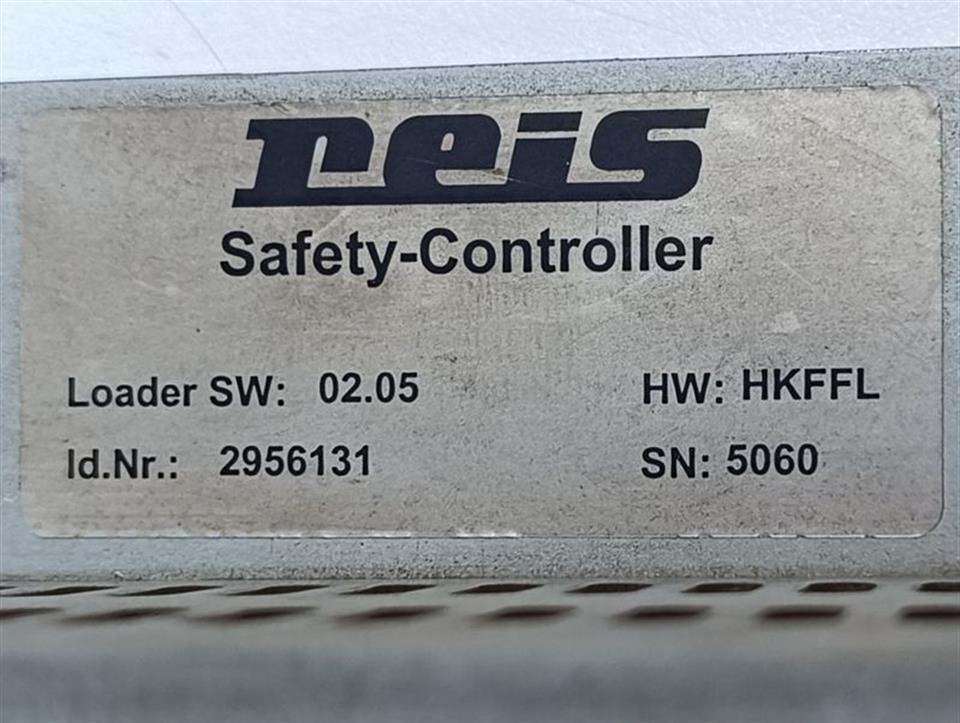 reis
Safety-Controller
Loader SW: 02.05 HW: HKFFL
Id.Nr.: 2956131 SN: 5060